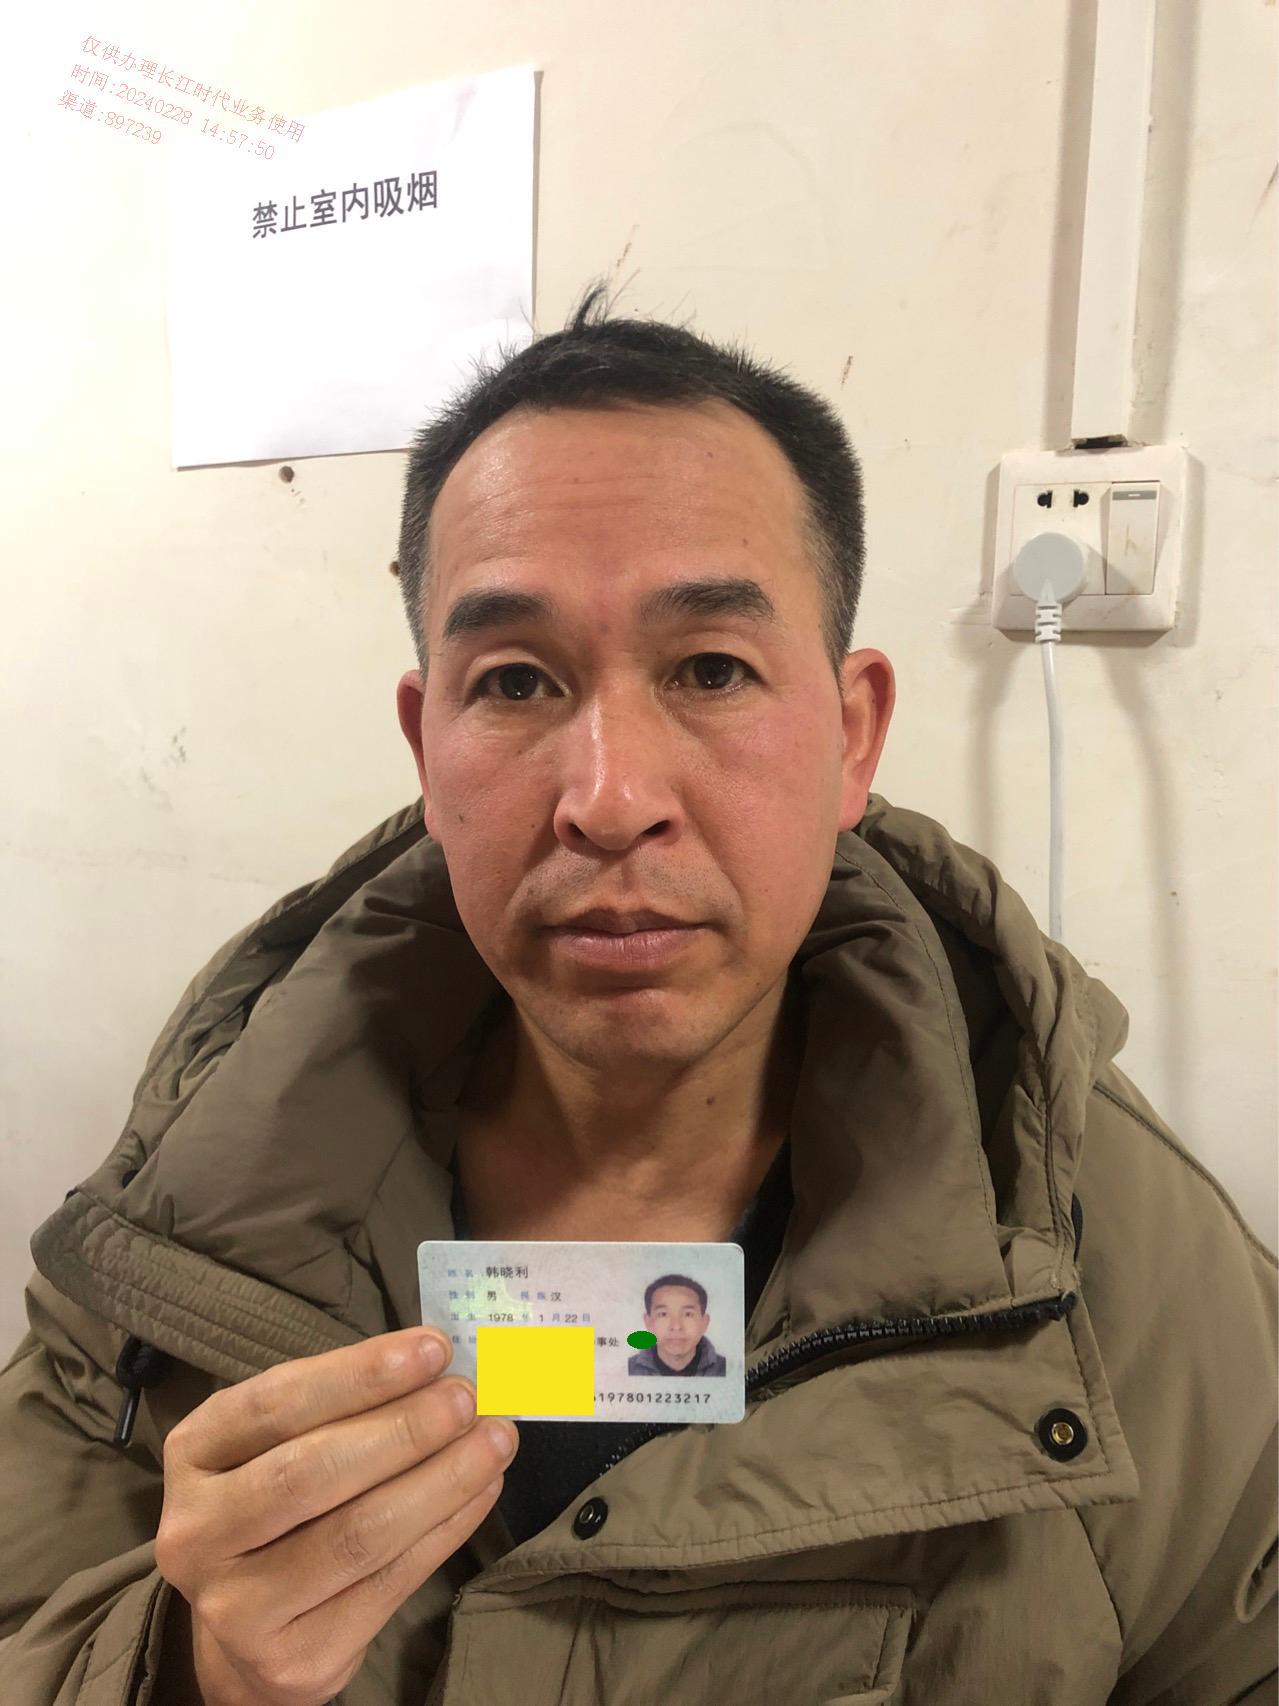 仅供办理长江时代业务使用
时间:20240228 14:57:50
渠道:897239
禁止室内吸烟
姓名 韩晓利
性别 男 民族 汉
出生 1978 年 1 月 22 日
住址 事处
197801223217